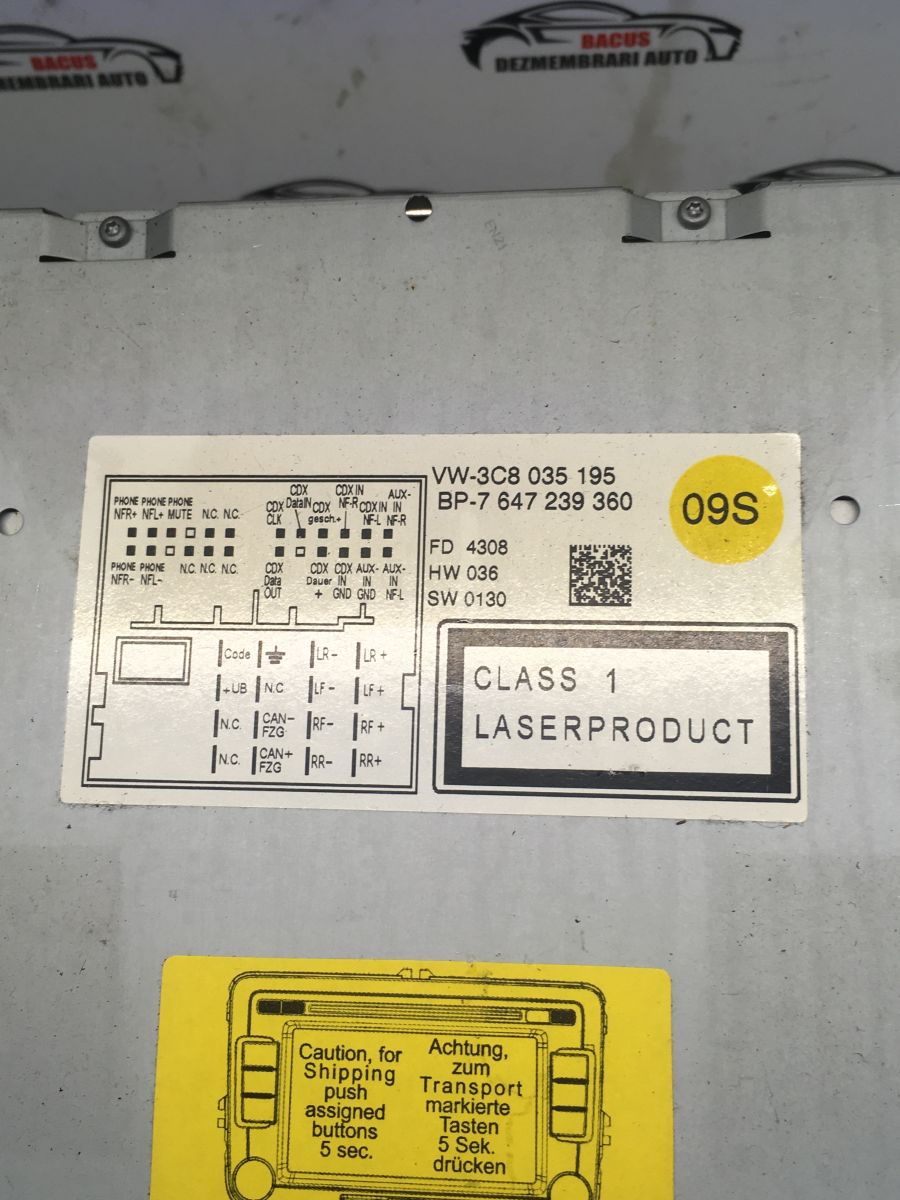 BACUS
DEZMEMBRARI AUTO
BACUS
DEZMEMBRARI AUTO
EN21
VW-3C8 035 195
BP-7 647 239 360
09S
FD 4308
HW 036
SW 0130
CLASS 1
LASERPRODUCT
PHONE PHONE PHONE
NFR+ NFL+ MUTE N.C. N.C.
PHONE PHONE
NFR- NFL- N.C. N.C. N.C.
CDX CLK
CDX DataIN
CDX gesch.+
CDX IN NF-R
CDX IN NF-L
AUX-IN NF-R
CDX Data OUT
CDX Dauer +
CDX IN GND
AUX-IN GND
AUX-IN NF-L
Code LR- LR+
+UB N.C. LF- LF+
N.C. CAN- FZG RF- RF+
N.C. CAN+ FZG RR- RR+
Caution, for
Shipping
push
assigned
buttons
5 sec.
Achtung,
zum
Transport
markierte
Tasten
5 Sek.
drücken